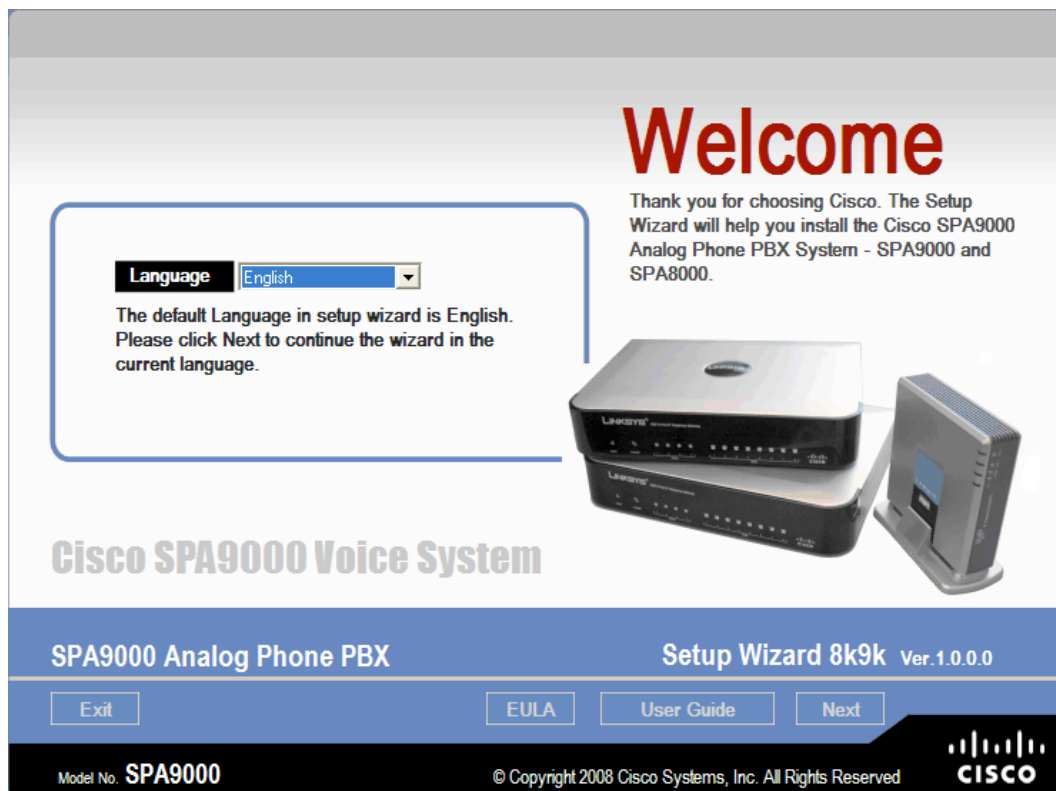 Welcome
Thank you for choosing Cisco. The Setup
Wizard will help you install the Cisco SPA9000
Analog Phone PBX System - SPA9000 and
SPA8000.
Language English
The default Language in setup wizard is English.
Please click Next to continue the wizard in the
current language.
LINKSYS
LINKSYS
Cisco SPA9000 Voice System
SPA9000 Analog Phone PBX
Setup Wizard 8k9k Ver.1.0.0.0
Exit
EULA
User Guide
Next
Model No. SPA9000
© Copyright 2008 Cisco Systems, Inc. All Rights Reserved
CISCO